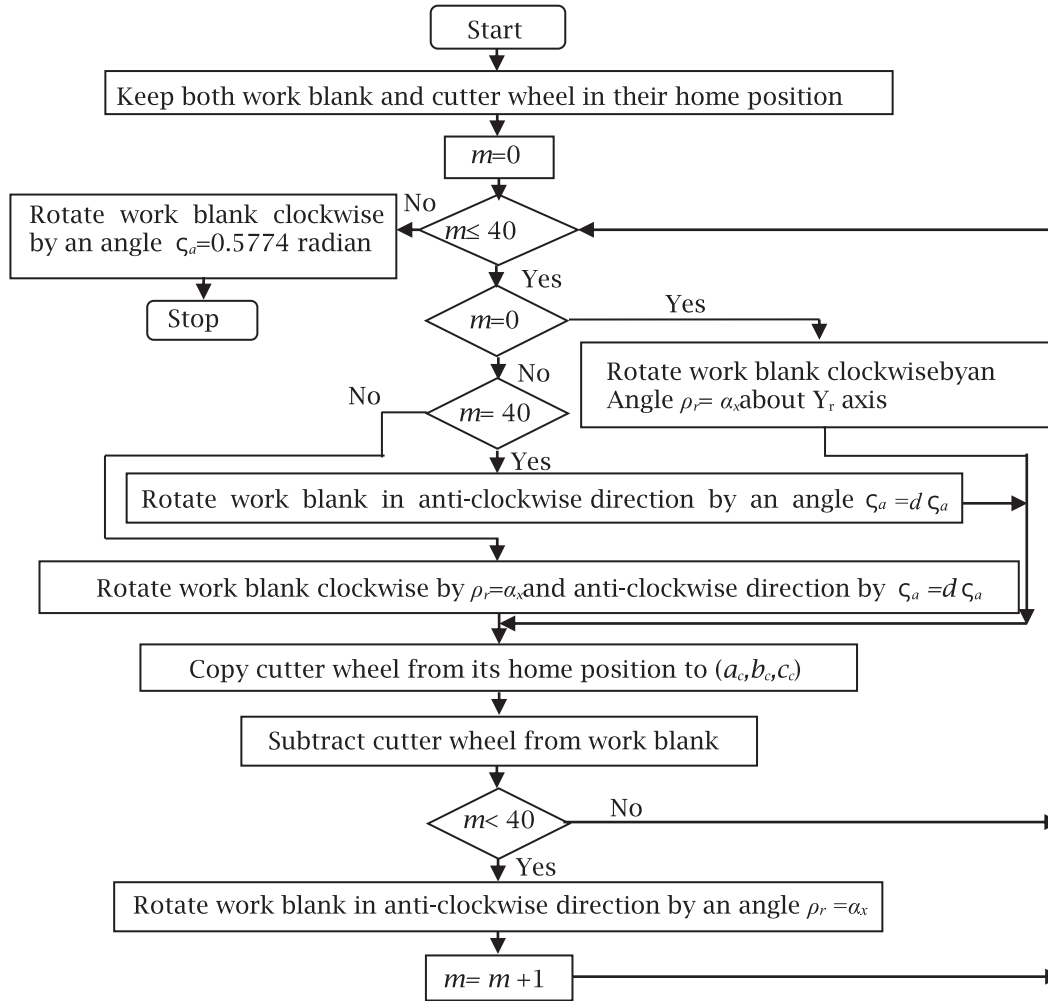 Start
Keep both work blank and cutter wheel in their home position
m=0
No
Rotate work blank clockwise
by an angle ς_a=0.5774 radian
m≤ 40
Yes
Stop
m=0
Yes
Rotate work blank clockwisebyan
Angle ρ_r= α_xabout Y_r axis
No
No
m= 40
Yes
Rotate work blank in anti-clockwise direction by an angle ς_a =d ς_a
Rotate work blank clockwise by ρ_r=α_xand anti-clockwise direction by ς_a =d ς_a
Copy cutter wheel from its home position to (a_c,b_c,c_c)
Subtract cutter wheel from work blank
m< 40
No
Yes
Rotate work blank in anti-clockwise direction by an angle ρ_r =α_x
m= m +1